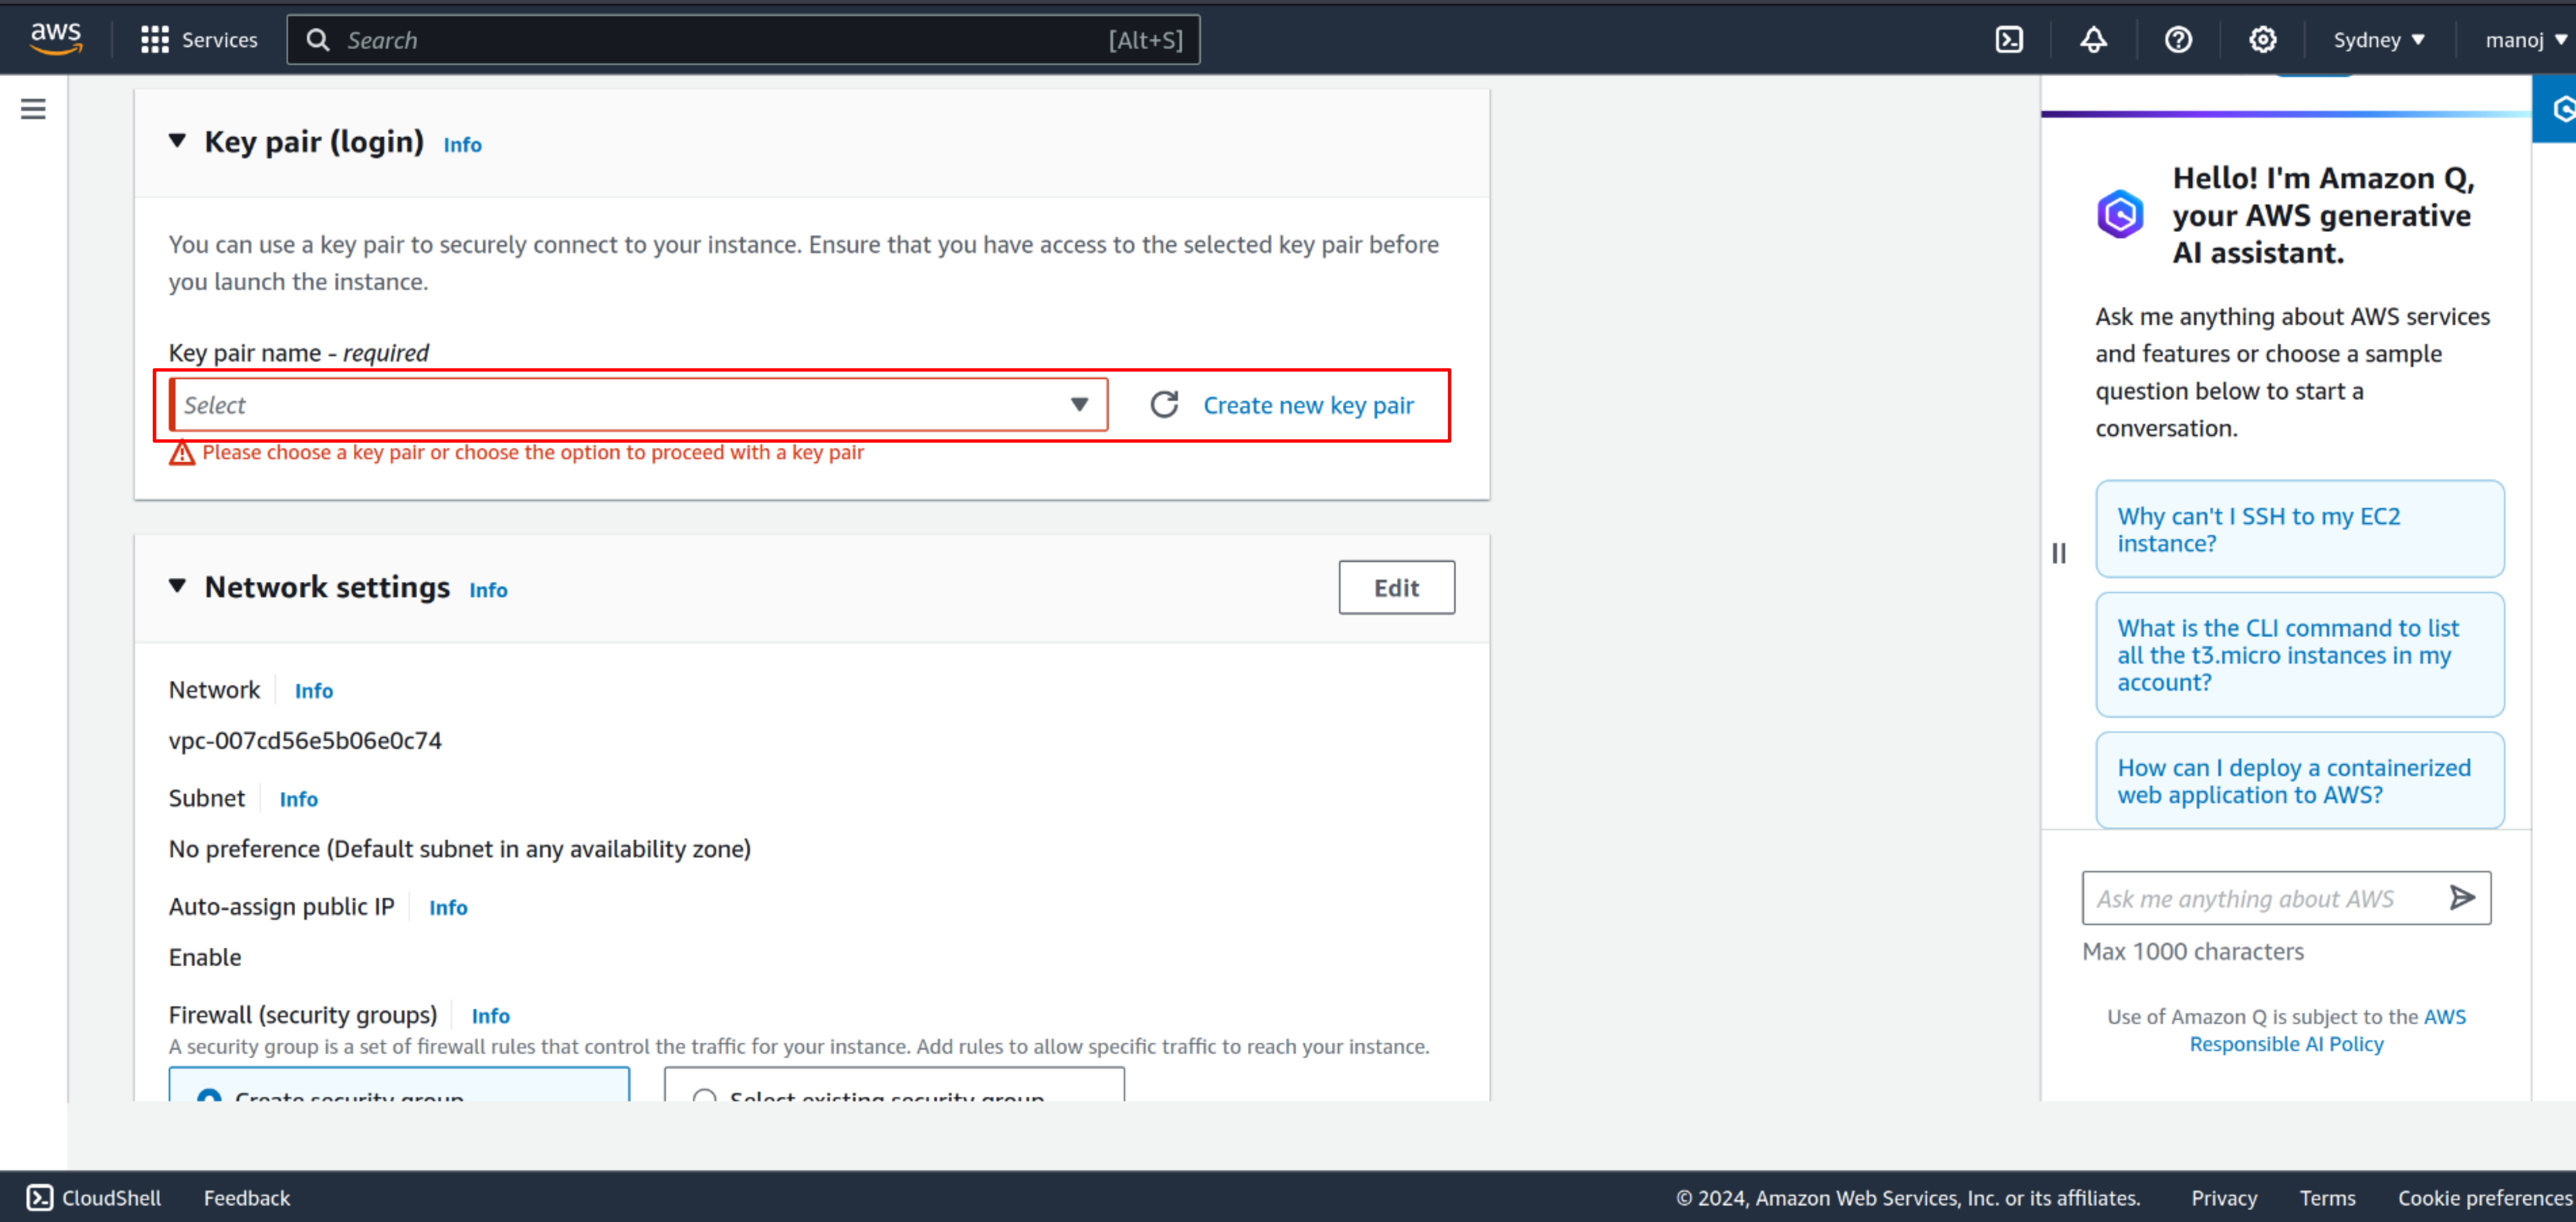 aws
Services
Search
[Alt+S]
Sydney
manoj
Key pair (login) Info
You can use a key pair to securely connect to your instance. Ensure that you have access to the selected key pair before
you launch the instance.
Key pair name - required
Select
Create new key pair
Please choose a key pair or choose the option to proceed with a key pair
Network settings Info
Edit
Network Info
vpc-007cd56e5b06e0c74
Subnet Info
No preference (Default subnet in any availability zone)
Auto-assign public IP Info
Enable
Firewall (security groups) Info
A security group is a set of firewall rules that control the traffic for your instance. Add rules to allow specific traffic to reach your instance.
Create security group
Select existing security group
Hello! I'm Amazon Q,
your AWS generative
AI assistant.
Ask me anything about AWS services
and features or choose a sample
question below to start a
conversation.
Why can't I SSH to my EC2
instance?
What is the CLI command to list
all the t3.micro instances in my
account?
How can I deploy a containerized
web application to AWS?
Ask me anything about AWS
Max 1000 characters
Use of Amazon Q is subject to the AWS
Responsible AI Policy
CloudShell
Feedback
© 2024, Amazon Web Services, Inc. or its affiliates.
Privacy
Terms
Cookie preferences